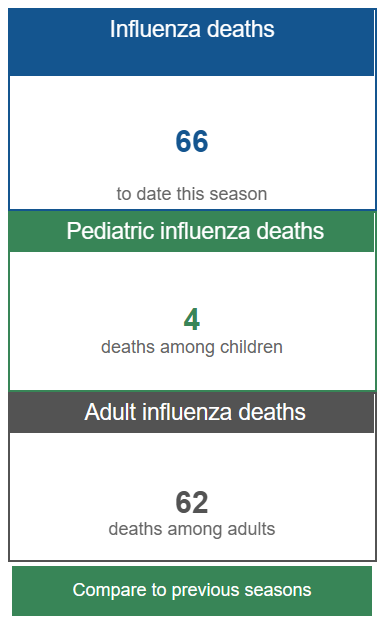 Influenza deaths
66
to date this season
Pediatric influenza deaths
4
deaths among children
Adult influenza deaths
62
deaths among adults
Compare to previous seasons